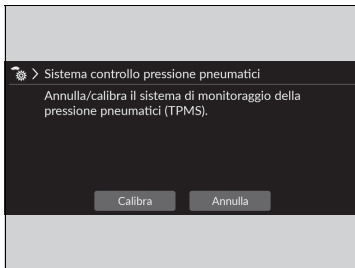 Sistema controllo pressione pneumatici
Annulla/calibra il sistema di monitoraggio della
pressione pneumatici (TPMS).
Calibra
Annulla